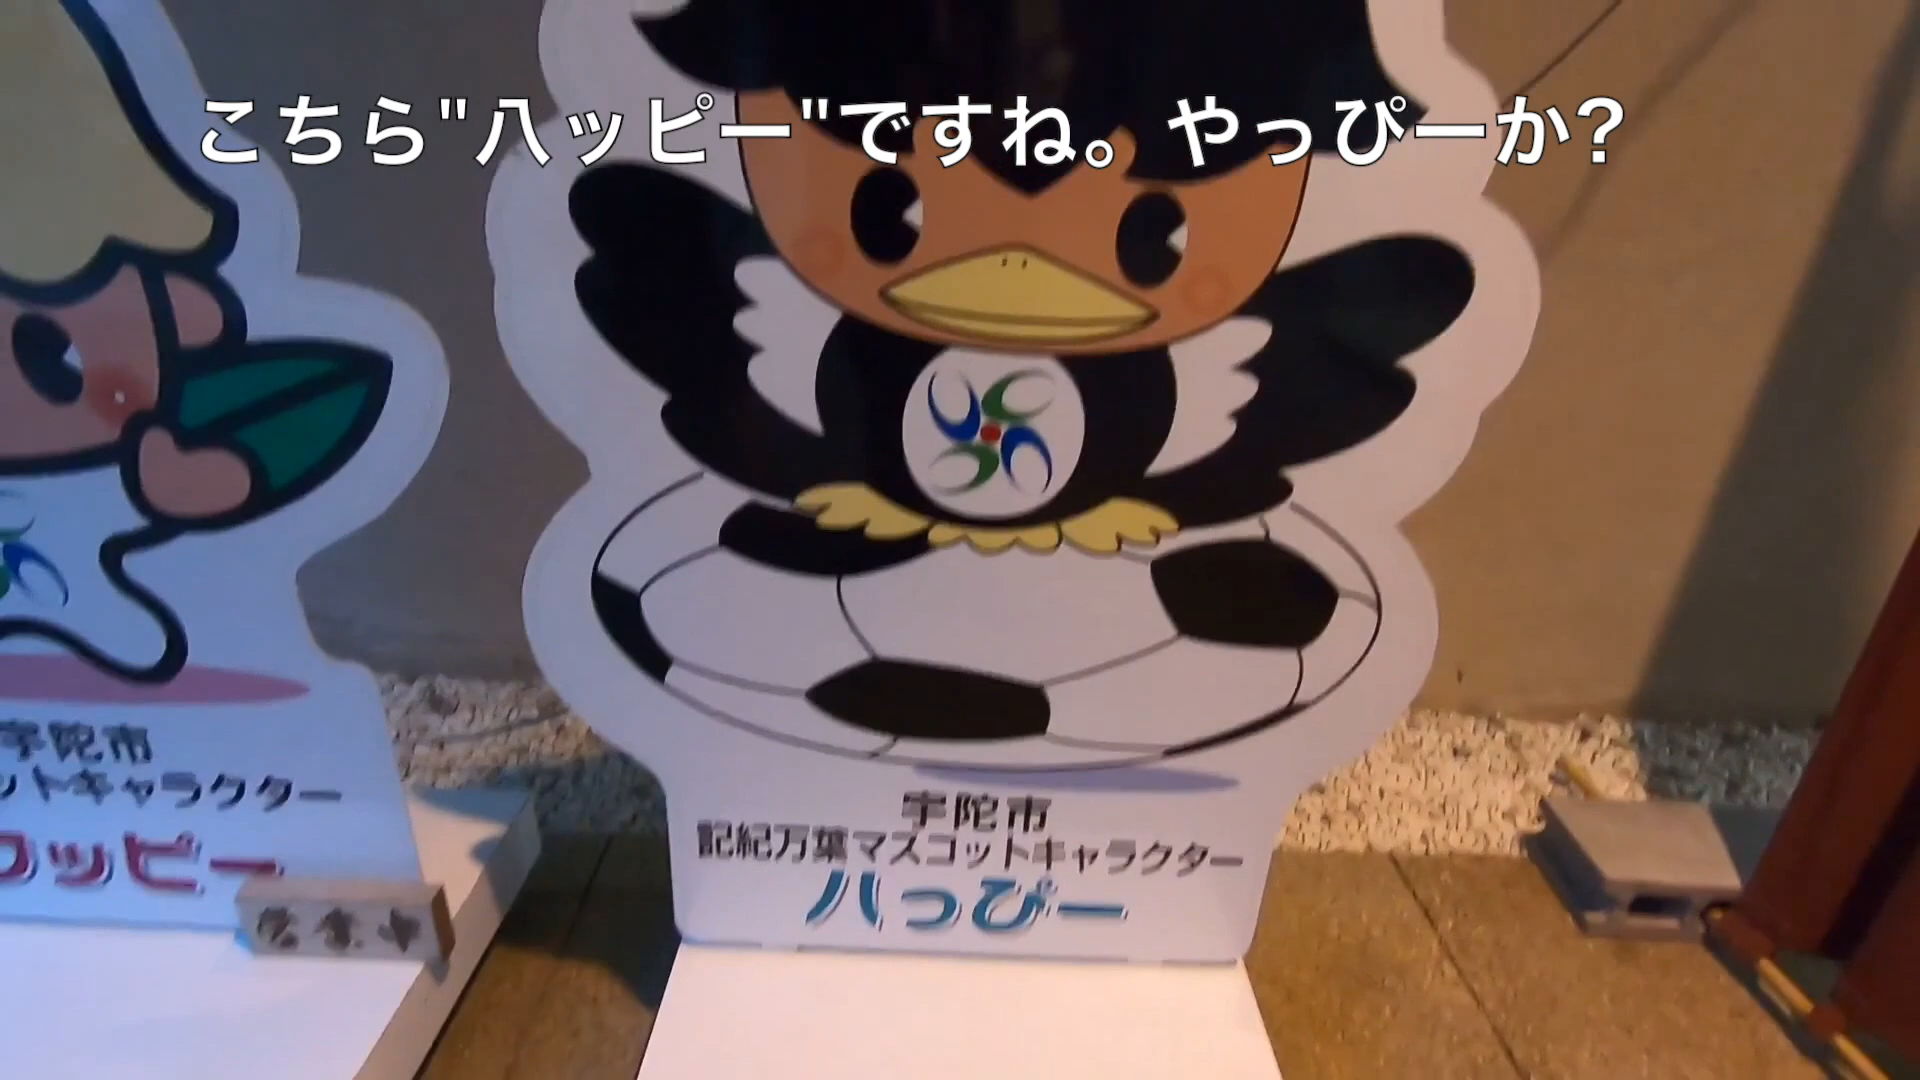 こちら"ハッピー"ですね。やっぴーか?
宇陀市
ットキャラクター
ッピー
宇陀市
記紀万葉マスコットキャラクター
ハっぴー